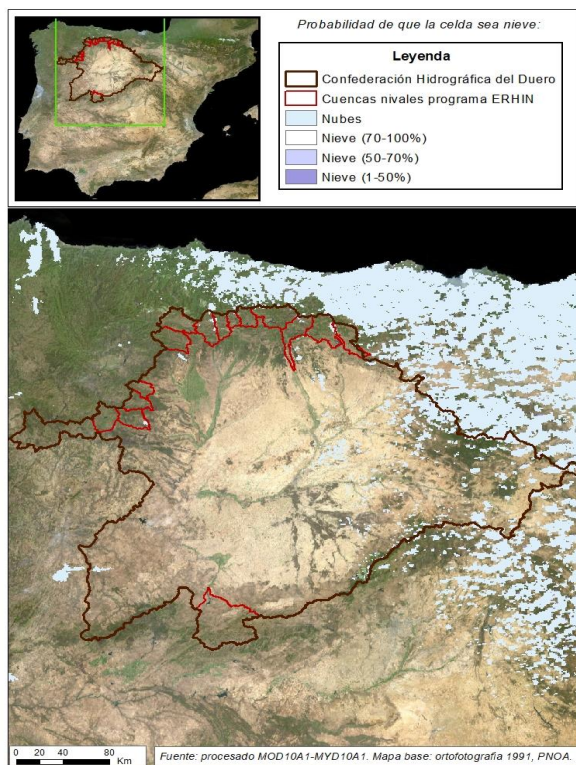 Probabilidad de que la celda sea nieve:
Leyenda
Confederación Hidrográfica del Duero
Cuencas nivales programa ERHIN
Nubes
Nieve (70-100%)
Nieve (50-70%)
Nieve (1-50%)
0 20 40 80
Km
Fuente: procesado MOD10A1-MYD10A1. Mapa base: ortofotografía 1991, PNOA.